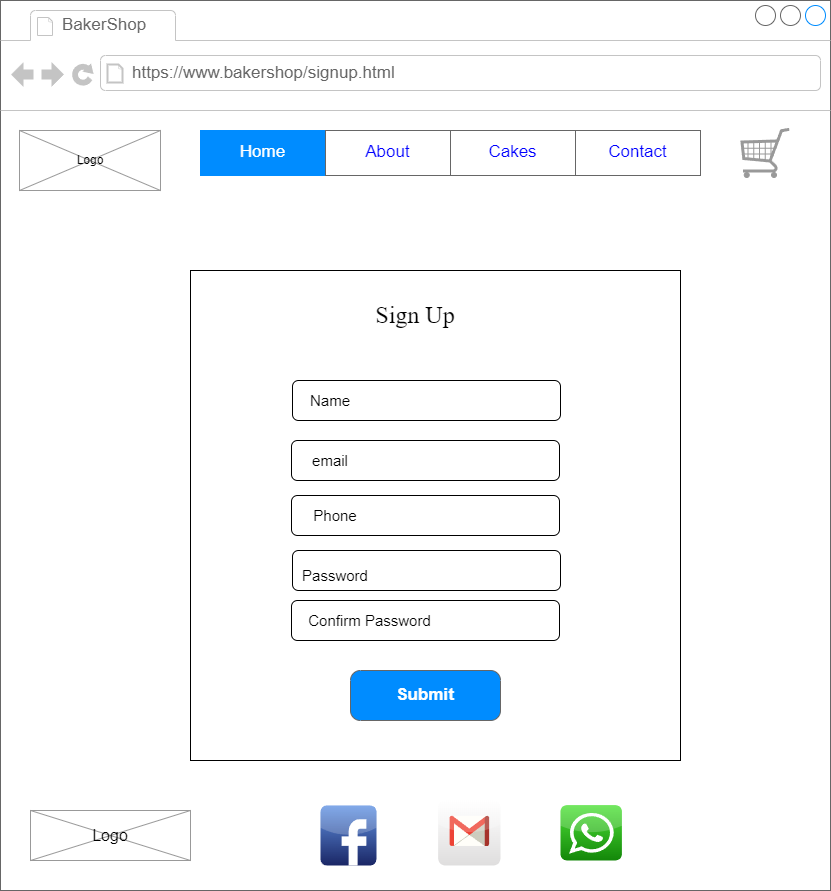 BakerShop
https://www.bakershop/signup.html
Logo
Home About Cakes Contact
Sign Up
Name
email
Phone
Password
Confirm Password
Submit
Logo